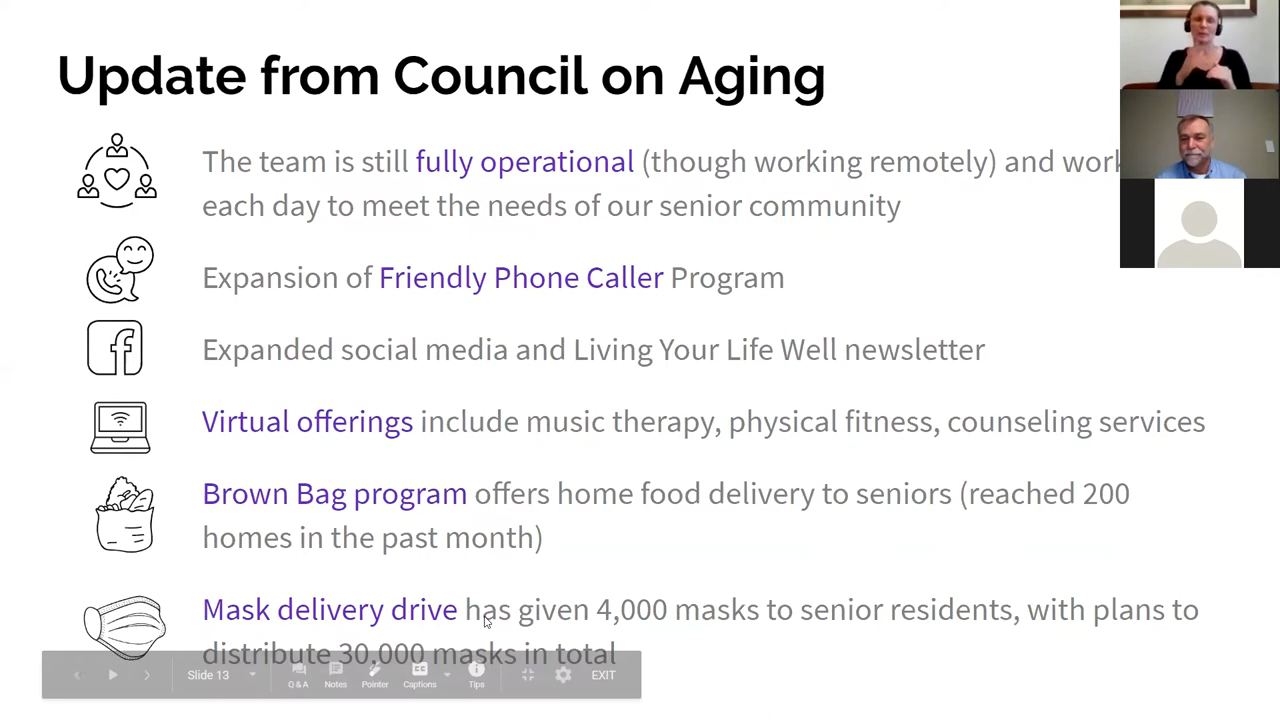 Update from Council on Aging
The team is still fully operational (though working remotely) and work
each day to meet the needs of our senior community
Expansion of Friendly Phone Caller Program
Expanded social media and Living Your Life Well newsletter
Virtual offerings include music therapy, physical fitness, counseling services
Brown Bag program offers home food delivery to seniors (reached 200
homes in the past month)
Mask delivery drive has given 4,000 masks to senior residents, with plans to
distribute 30,000 masks in total
Slide 13
Q & A
Notes
Pointer
Captions
Tips
EXIT